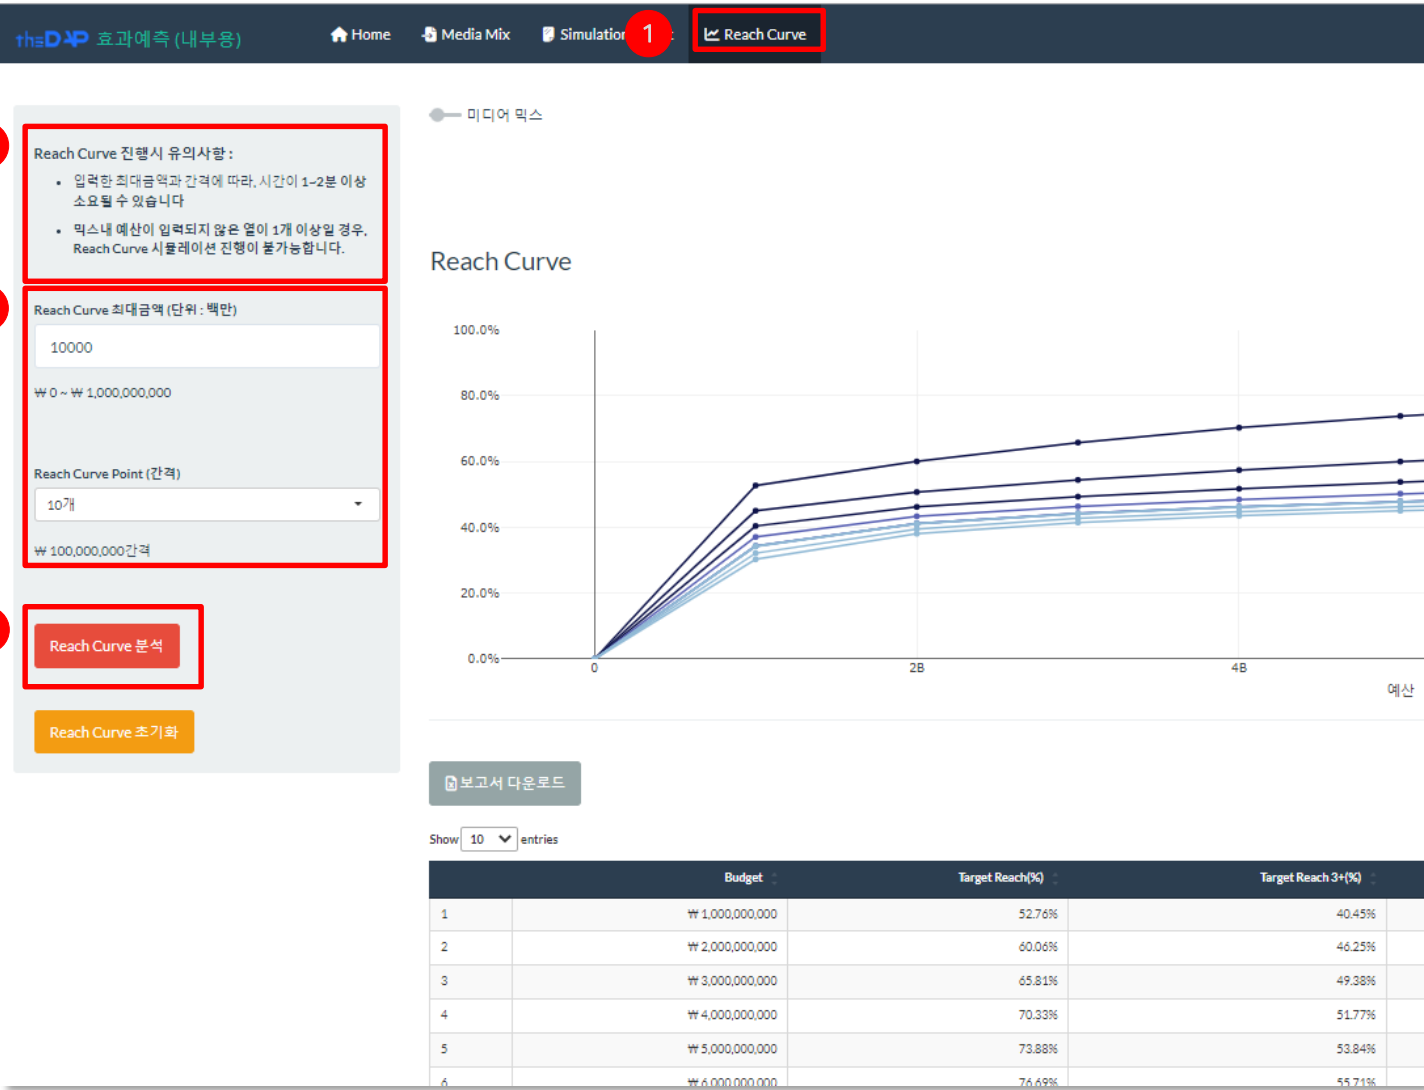 theDAP 효과예측 (내부용)
Home
Media Mix
Simulation
1
Reach Curve
미디어 믹스
Reach Curve 진행시 유의사항 :
• 입력한 최대금액과 간격에 따라, 시간이 1~2분 이상
소요될 수 있습니다
• 믹스내 예산이 입력되지 않은 열이 1개 이상일 경우,
Reach Curve 시뮬레이션 진행이 불가능합니다.
Reach Curve 최대금액 (단위 : 백만)
10000
₩ 0 ~ ₩ 1,000,000,000
Reach Curve Point (간격)
10개
₩ 100,000,000간격
Reach Curve 분석
Reach Curve 초기화
Reach Curve
100.0%
80.0%
60.0%
40.0%
20.0%
0.0%
0
2B
4B
예산
보고서 다운로드
Show 10 entries
Budget Target Reach(%) Target Reach 3+(%)
1 ₩ 1,000,000,000 52.76% 40.45%
2 ₩ 2,000,000,000 60.06% 46.25%
3 ₩ 3,000,000,000 65.81% 49.38%
4 ₩ 4,000,000,000 70.33% 51.77%
5 ₩ 5,000,000,000 73.88% 53.84%
6 ₩ 6,000,000,000 76.69% 55.71%